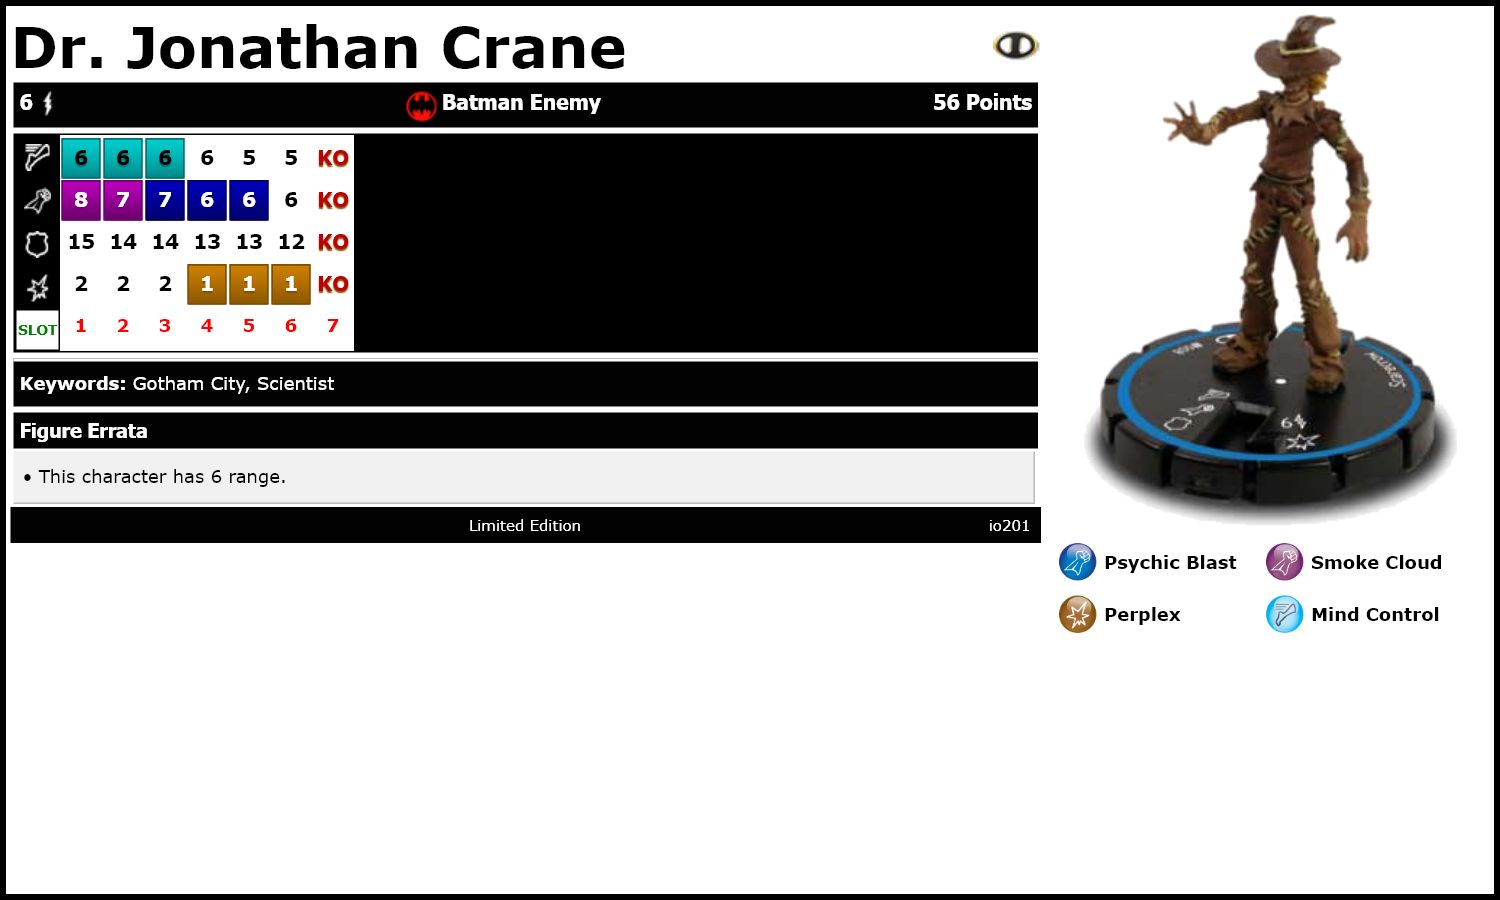 Dr. Jonathan Crane
6 Batman Enemy 56 Points
6 6 6 6 5 5 KO
8 7 7 6 6 6 KO
15 14 14 13 13 12 KO
2 2 2 1 1 1 KO
SLOT 1 2 3 4 5 6 7
Keywords: Gotham City, Scientist
Figure Errata
• This character has 6 range.
Limited Edition io201
Scarecrow
6
Psychic Blast Smoke Cloud
Perplex Mind Control